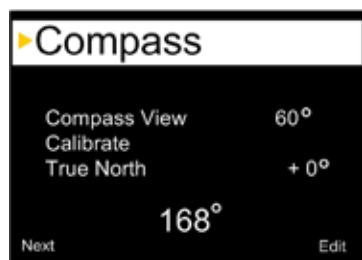 Compass
Compass View 60°
Calibrate
True North + 0°
168°
Next Edit